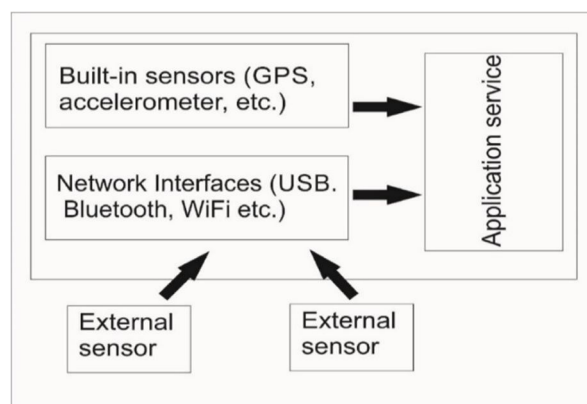 Built-in sensors (GPS,
accelerometer, etc.)
Application service
Network Interfaces (USB.
Bluetooth, WiFi etc.)
External
sensor
External
sensor